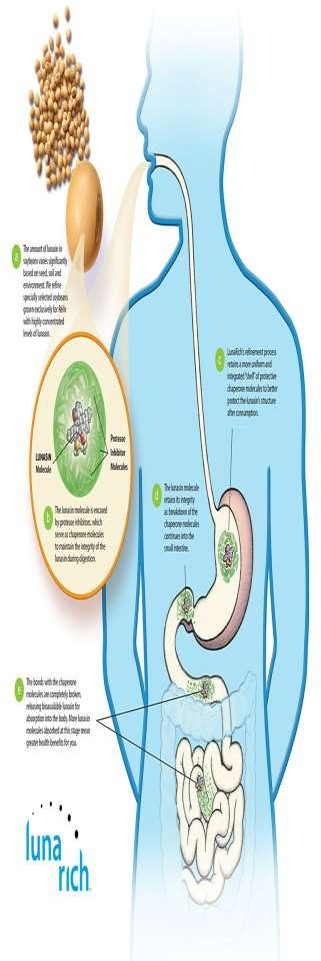 a
The amount of lunasin in
soybeans varies significantly
based on seed, soil and
environment. We refine
specially selected soybeans
grown exclusively for Reliv
with highly concentrated
levels of lunasin.
LUNASIN
Molecule
Protease
Inhibitor
Molecules
b
The lunasin molecule is encased
by protease inhibitors, which
serve as chaperone molecules
to maintain the integrity of the
lunasin during digestion.
c
LunaRich's refinement process
retains a more uniform and
integrated "shell" of protective
chaperone molecules to better
protect the lunasin's structure
after consumption.
d
The lunasin molecule
retains its integrity
as breakdown of the
chaperone molecules
continues into the
small intestine.
e
The bonds with the chaperone
molecules are completely broken,
releasing bioavailable lunasin for
absorption into the body. More lunasin
molecules absorbed at this stage mean
greater health benefits for you.
luna
rich